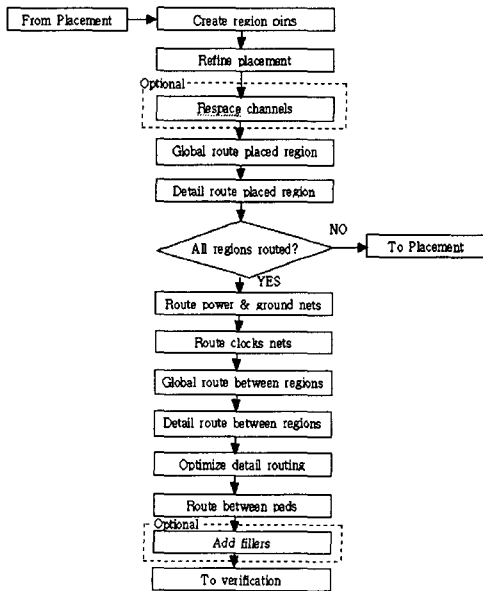 From Placement
Create region pins
Refine placement
Optional
Respace channels
Global route placed region
Detail route placed region
All regions routed?
NO
To Placement
YES
Route power & ground nets
Route clocks nets
Global route between regions
Detail route between regions
Optimize detail routing
Route between pads
Optional
Add fillers
To verification